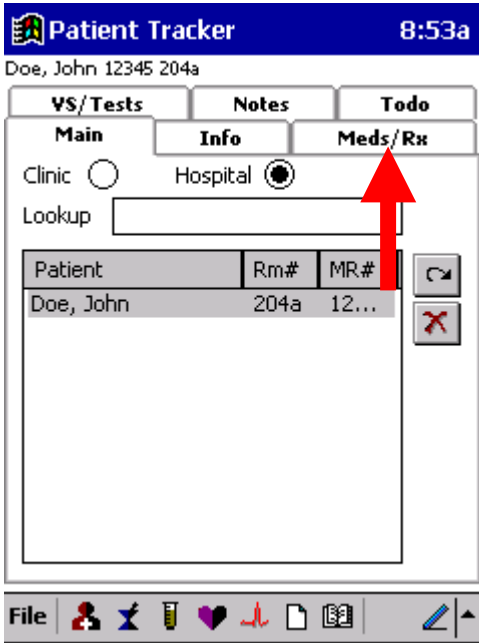 Patient Tracker 8:53a
Doe, John 12345 204a
VS/Tests Notes Todo
Main Info Meds/Rx
Clinic Hospital
Lookup
Patient Rm# MR#
Doe, John 204a 12...
File